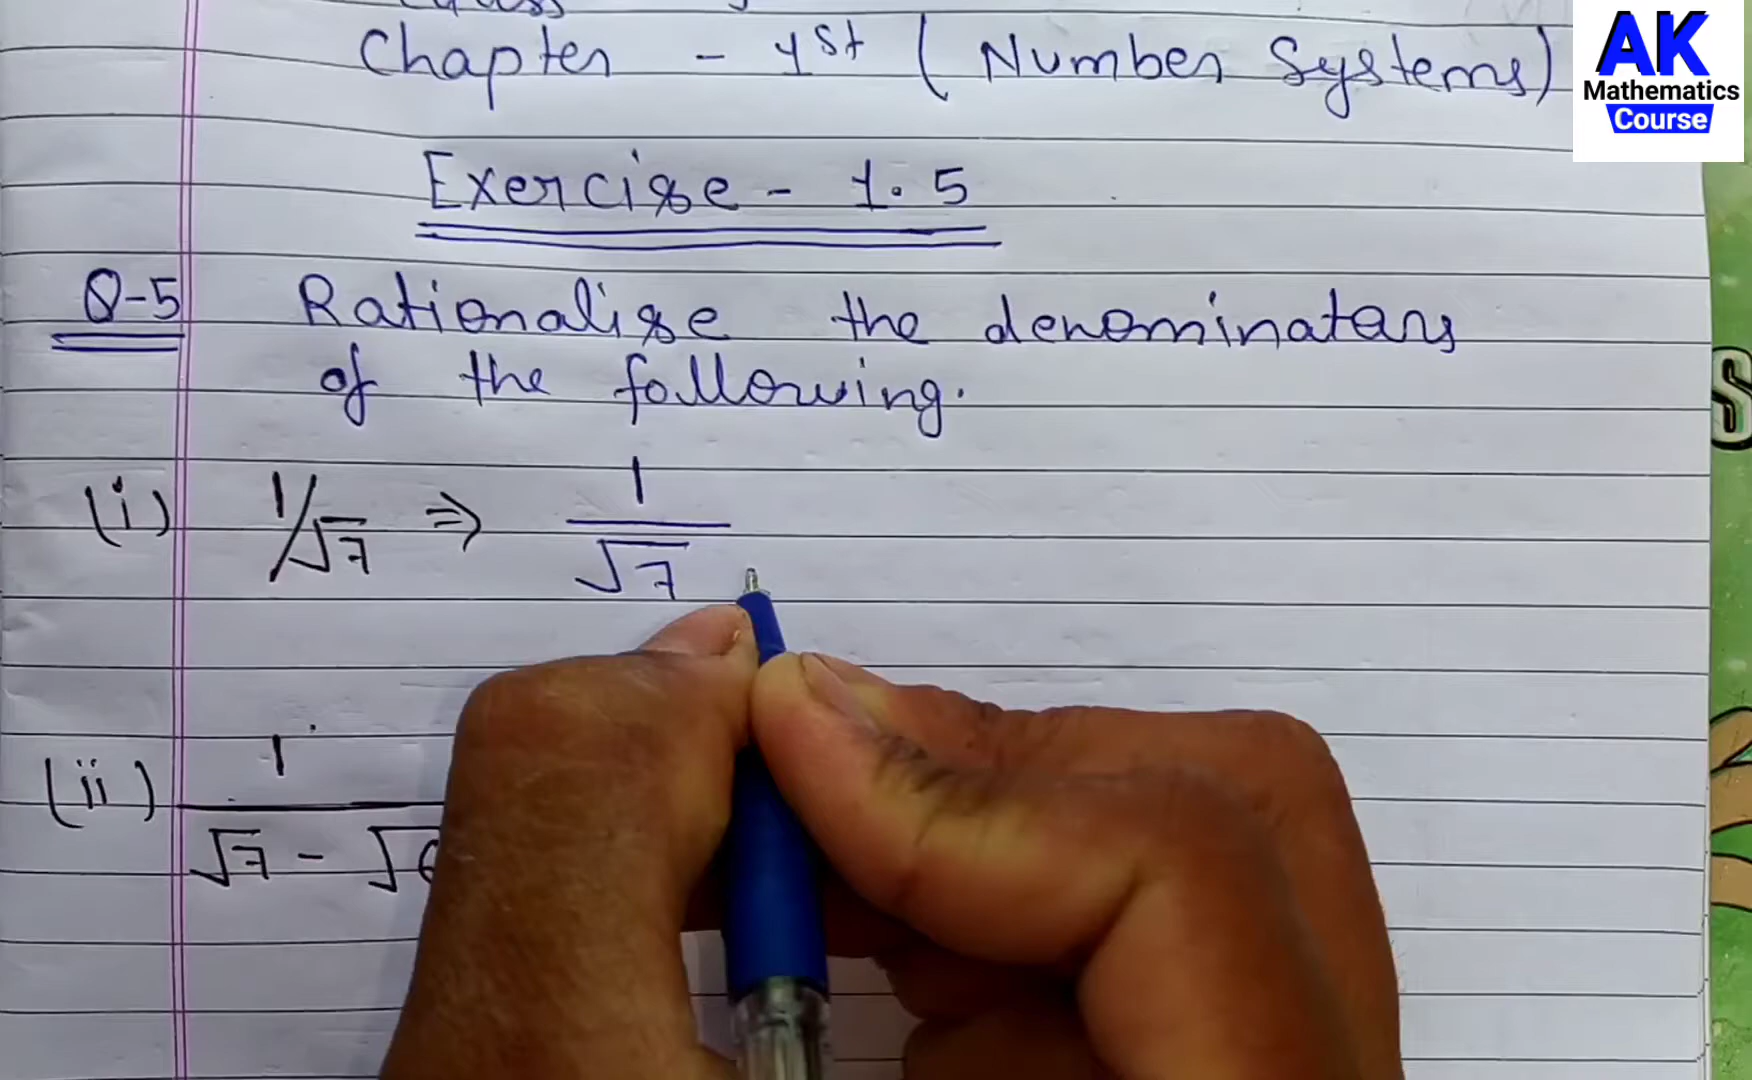 Chapter - 1st (Number Systems)
AK
Mathematics
Course
Exercise - 1.5
Q-5 Rationalise the denominators
of the following.
(i) 1/√7 ⇒ 1/√7
(ii) 1/√7 - √6
S